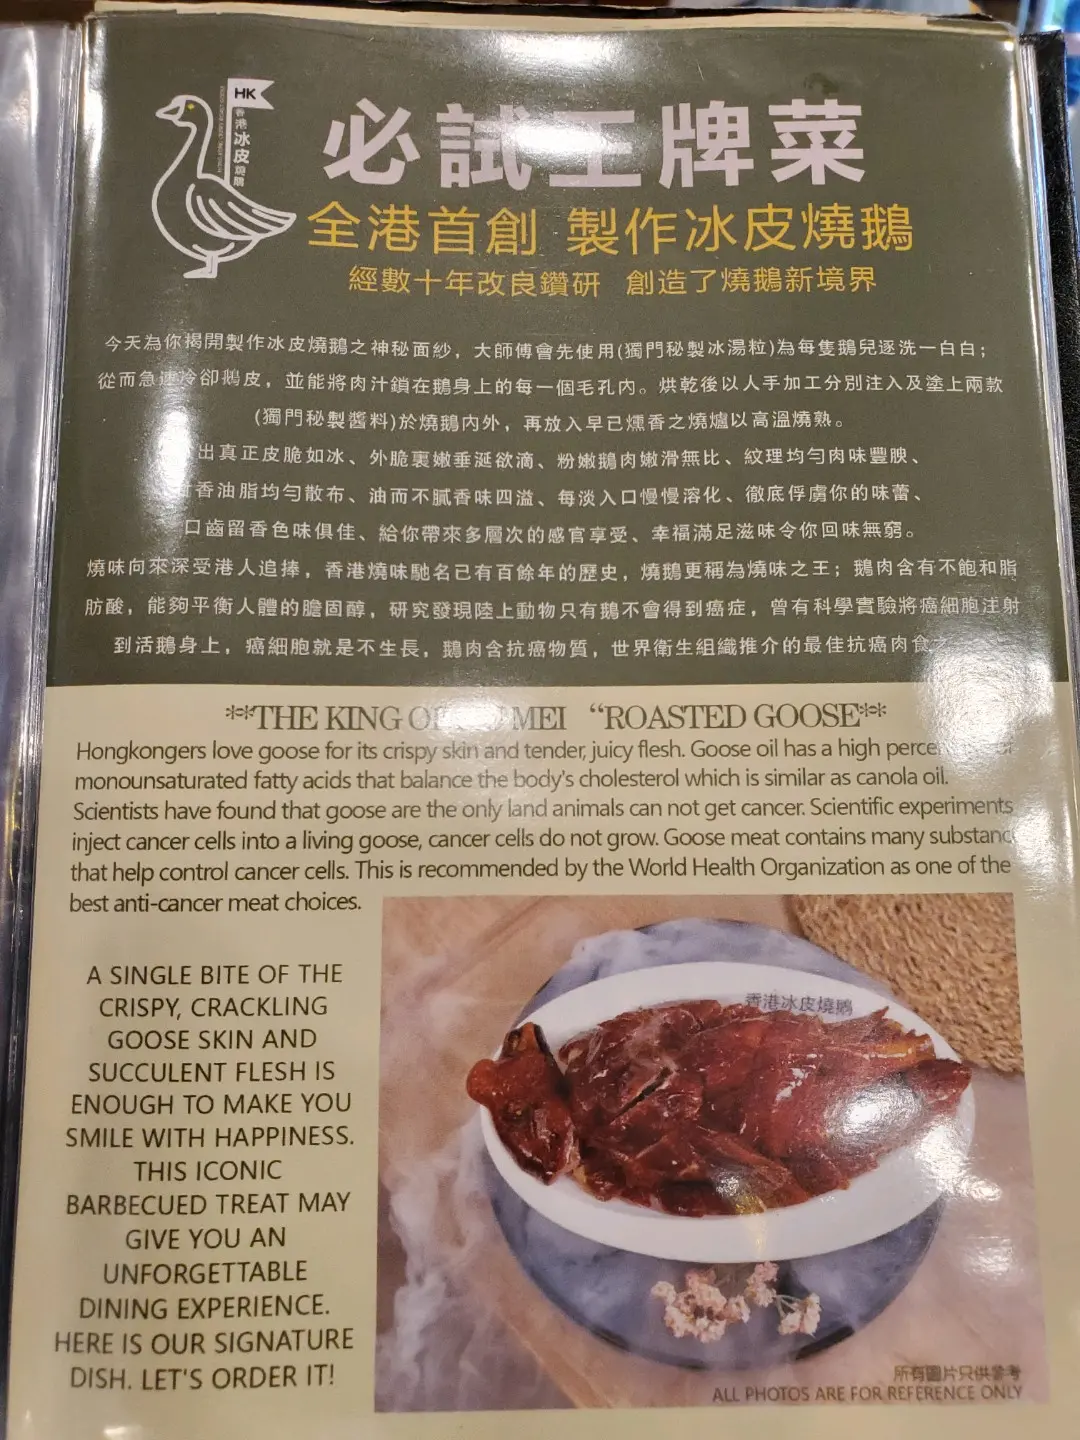 HK
香港冰皮燒鵝
必試王牌菜
全港首創 製作冰皮燒鵝
經數十年改良鑽研 創造了燒鵝新境界
今天為你揭開製作冰皮燒鵝之神秘面紗，大師傅會先使用(獨門秘製冰湯粒)為每隻鵝兒逐洗一白白；
從而急速冷卻鵝皮，並能將肉汁鎖在鵝身上的每一個毛孔內。烘乾後以人手加工分別注入及塗上兩款
(獨門秘製醬料)於燒鵝內外，再放入早已燻香之燒爐以高溫燒熟。
出真正皮脆如冰、外脆裏嫩垂涎欲滴、粉嫩鵝肉嫩滑無比、紋理均勻肉味豐腴、
香油脂均勻散布、油而不膩香味四溢、每淡入口慢慢溶化、徹底俘虜你的味蕾、
口齒留香色味俱佳、給你帶來多層次的感官享受、幸福滿足滋味令你回味無窮。
燒味向來深受港人追捧，香港燒味馳名已有百餘年的歷史，燒鵝更稱為燒味之王；鵝肉含有不飽和脂
肪酸，能夠平衡人體的膽固醇，研究發現陸上動物只有鵝不會得到癌症，曾有科學實驗將癌細胞注射
到活鵝身上，癌細胞就是不生長，鵝肉含抗癌物質，世界衛生組織推介的最佳抗癌肉食之
**THE KING OF MEI “ROASTED GOOSE**
Hongkongers love goose for its crispy skin and tender, juicy flesh. Goose oil has a high
monounsaturated fatty acids that balance the body's cholesterol which is similar as canola oil.
Scientists have found that goose are the only land animals can not get cancer. Scientific experiments
inject cancer cells into a living goose, cancer cells do not grow. Goose meat contains many
that help control cancer cells. This is recommended by the World Health Organization as one of the
best anti-cancer meat choices.
A SINGLE BITE OF THE
CRISPY, CRACKLING
GOOSE SKIN AND
SUCCULENT FLESH IS
ENOUGH TO MAKE YOU
SMILE WITH HAPPINESS.
THIS ICONIC
BARBECUED TREAT MAY
GIVE YOU AN
UNFORGETTABLE
DINING EXPERIENCE.
HERE IS OUR SIGNATURE
DISH. LET'S ORDER IT!
香港冰皮燒鵝
所有圖片只供參考
ALL PHOTOS ARE FOR REFERENCE ONLY